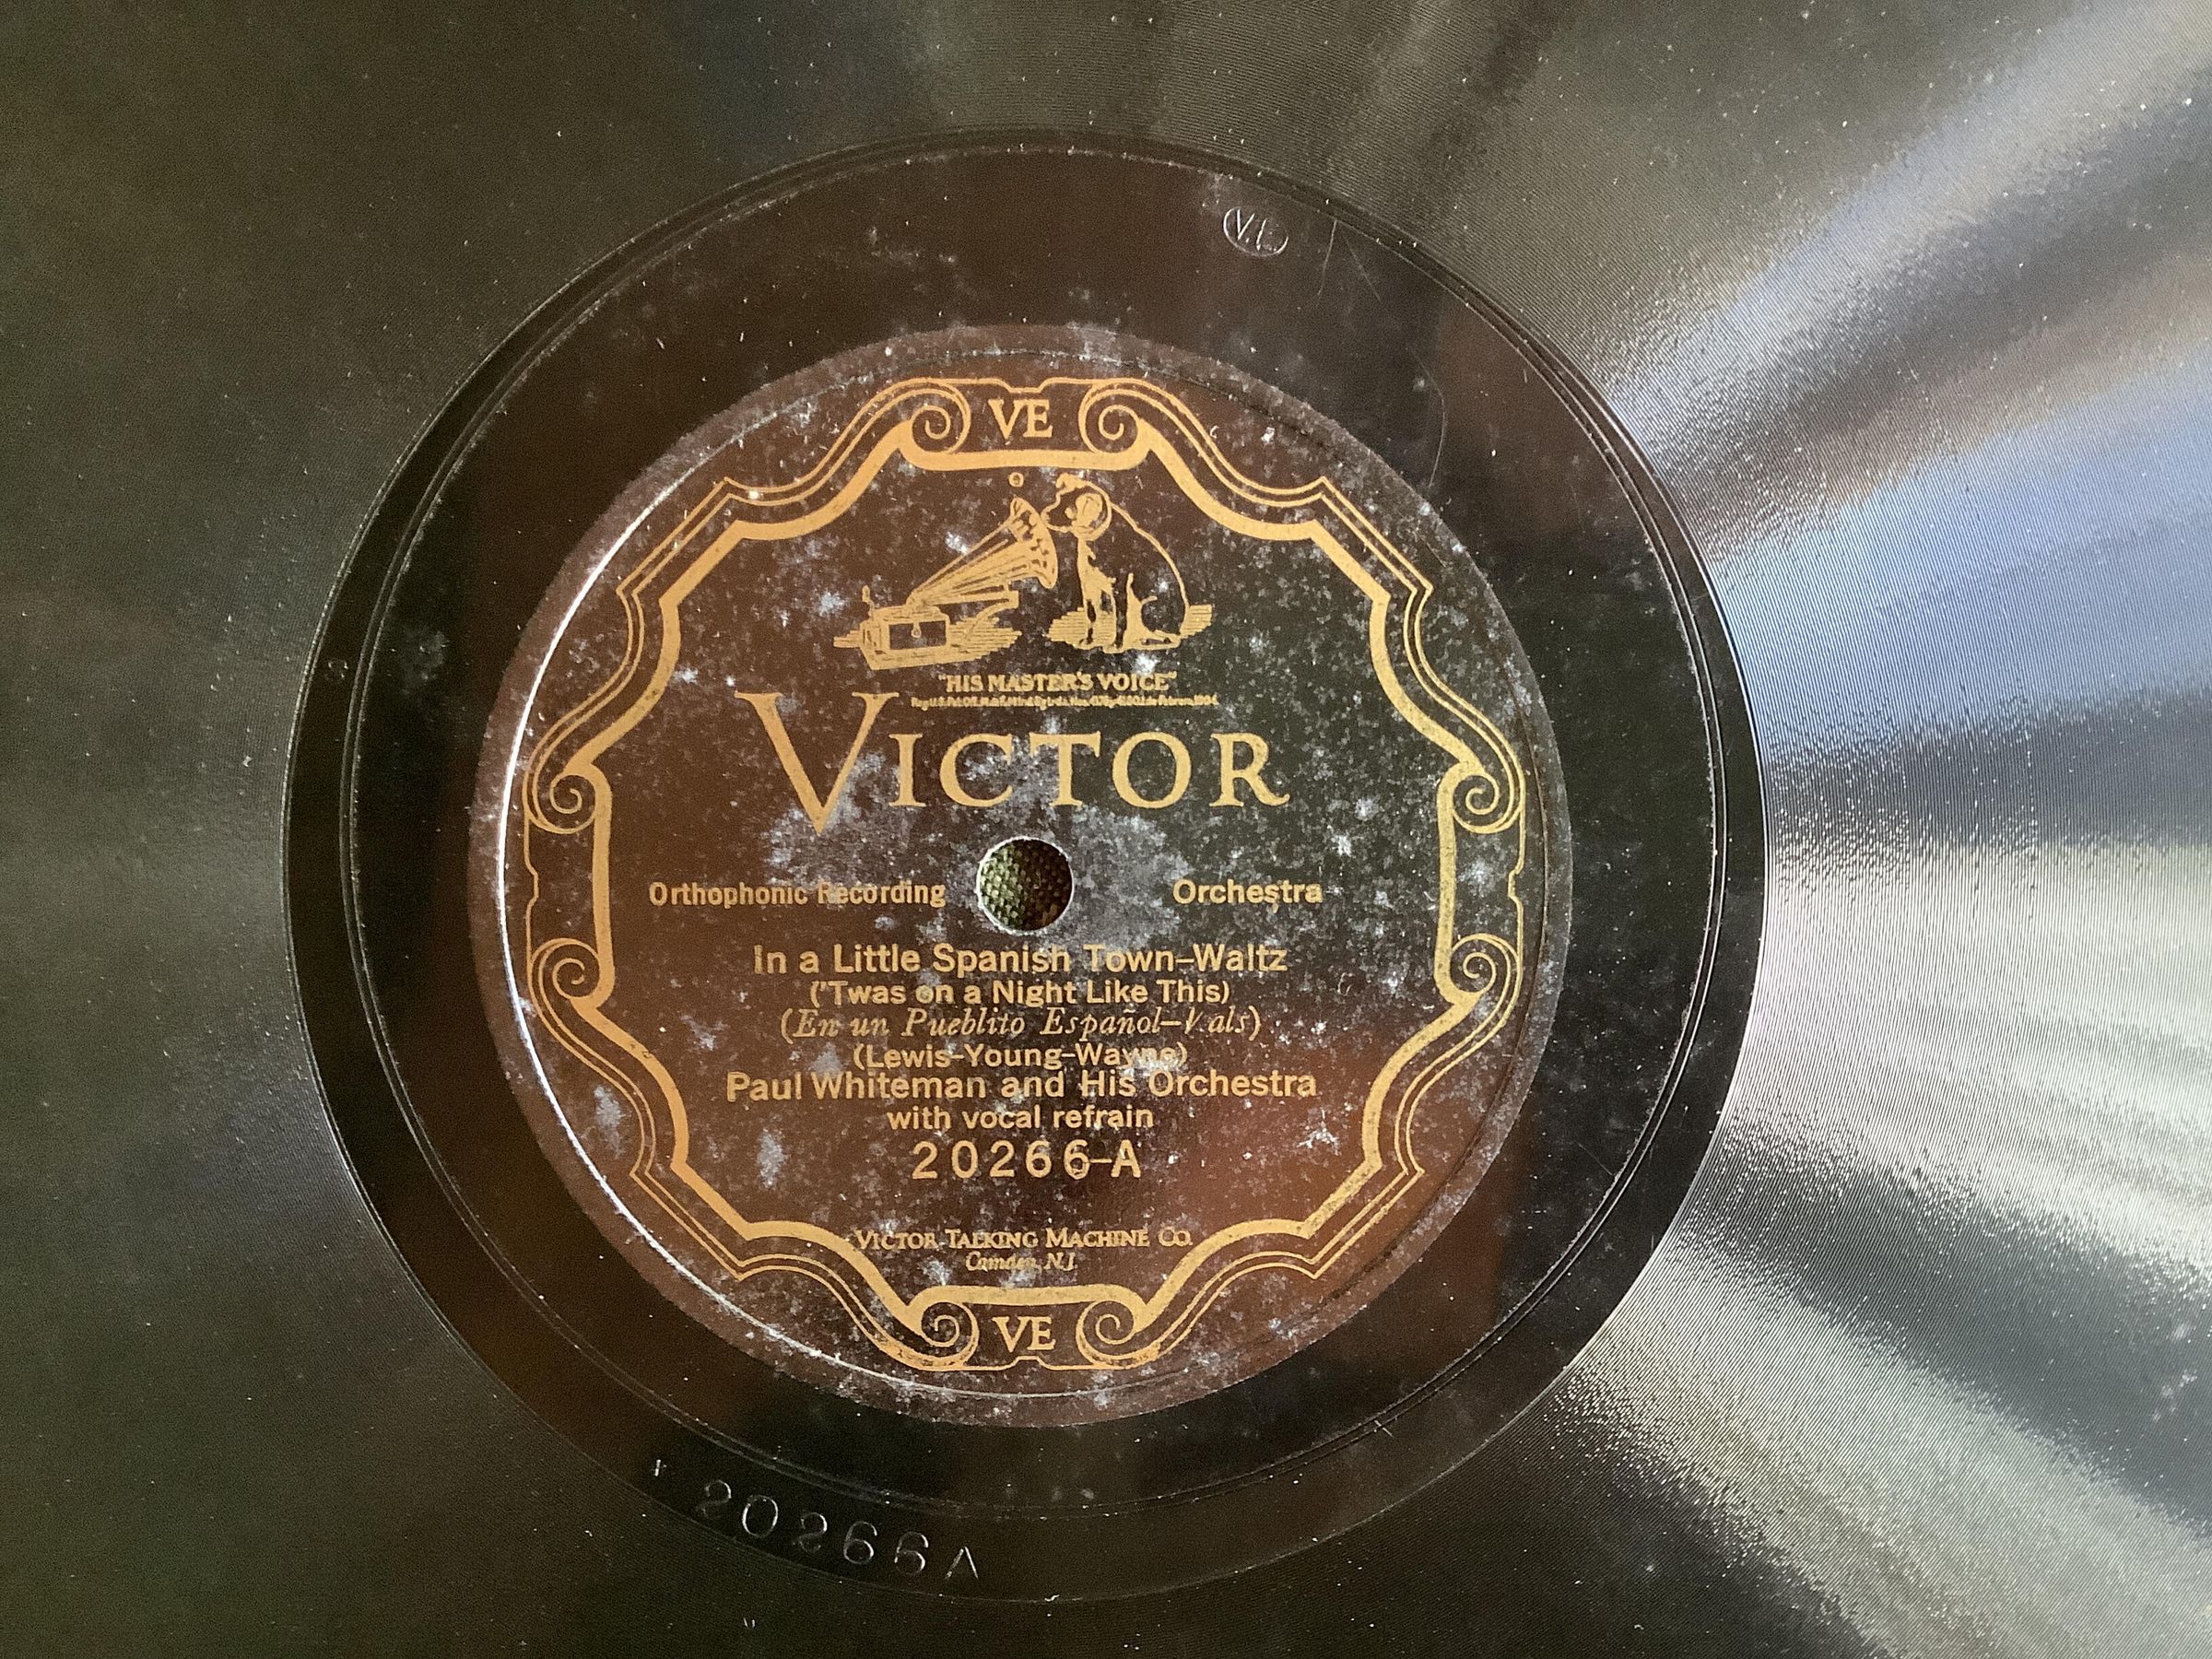 V.E.
VE
"HIS MASTER'S VOICE"
VICTOR
Orthophonic Recording
Orchestra
In a Little Spanish Town–Waltz
('Twas on a Night Like This)
(En un Pueblito Español–Vals)
(Lewis–Young–Wayne)
Paul Whiteman and His Orchestra
with vocal refrain
20266–A
VICTOR TALKING MACHINE CO.
Camden, N.J.
VE
20266A